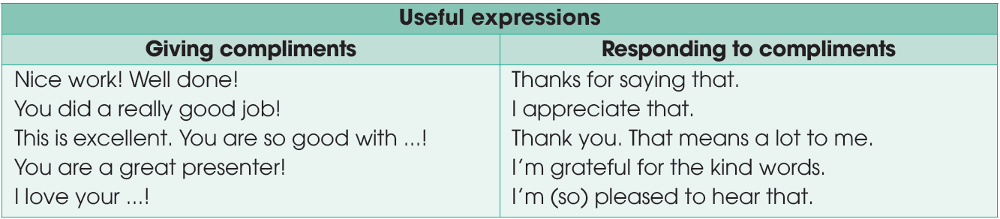 Useful expressions
Giving compliments
Responding to compliments
Nice work! Well done!
You did a really good job!
This is excellent. You are so good with ...!
You are a great presenter!
I love your ...!
Thanks for saying that.
I appreciate that.
Thank you. That means a lot to me.
I'm grateful for the kind words.
I'm (so) pleased to hear that.